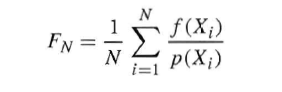 F_N = \frac{1}{N} \sum_{i=1}^{N} \frac{f(X_i)}{p(X_i)}